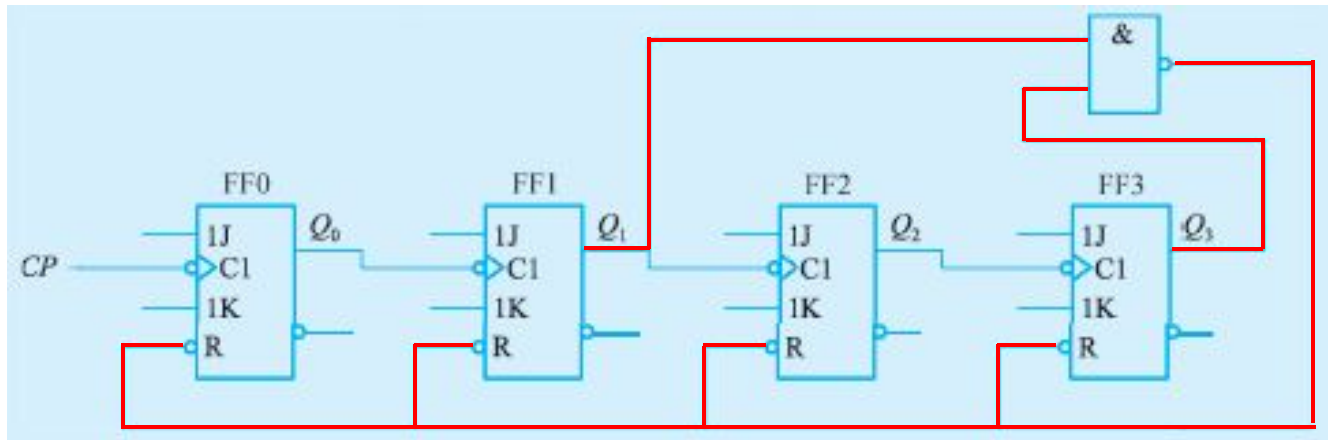 &
FF0 FF1 FF2 FF3
1J Q₀ 1J Q₁ 1J Q₂ 1J Q₃
CP C1 C1 C1 C1
1K 1K 1K 1K
R R R R